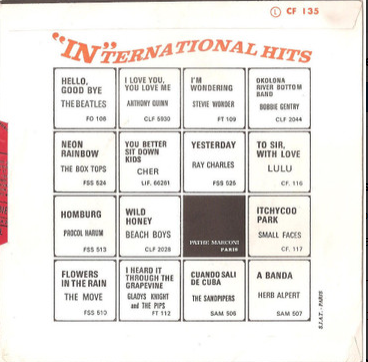 Ⓛ CF 135
"IN"TERNATIONAL HITS
HELLO,
GOOD BYE
THE BEATLES
FO 106
I LOVE YOU,
YOU LOVE ME
ANTHONY QUINN
CLF 5930
I'M
WONDERING
STEVIE WONDER
FT 109
OKOLONA
RIVER BOTTOM
BAND
BOBBIE GENTRY
CLF 2044
NEON
RAINBOW
THE BOX TOPS
FSS 524
YOU BETTER
SIT DOWN
KIDS
CHER
LIF. 66261
YESTERDAY
RAY CHARLES
FSS 525
TO SIR,
WITH LOVE
LULU
CF. 116
HOMBURG
PROCOL HARUM
FSS 513
WILD
HONEY
BEACH BOYS
CLF 2028
PATHE MARCONI
PARIS
ITCHYCOO
PARK
SMALL FACES
CF. 117
FLOWERS
IN THE RAIN
THE MOVE
FSS 510
I HEARD IT
THROUGH THE
GRAPEVINE
GLADYS KNIGHT
and THE PIPS
FT 112
CUANDO SALI
DE CUBA
THE SANDPIPERS
SAM 506
A BANDA
HERB ALPERT
SAM 507
S.I.A.T. - PARIS